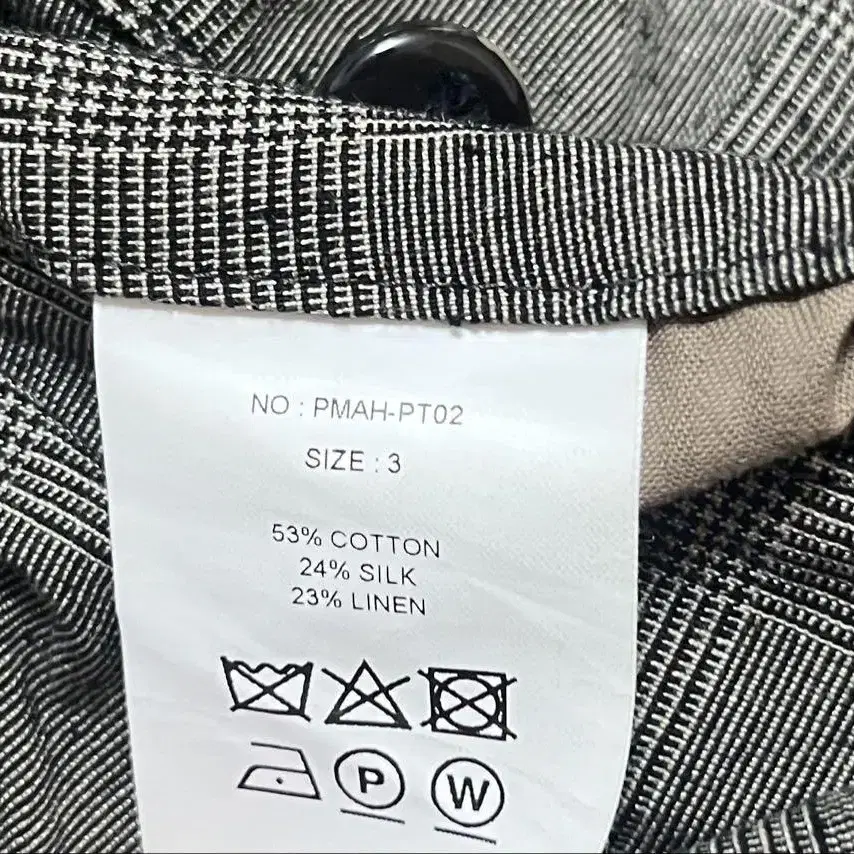 NO : PMAH-PT02
SIZE : 3
53% COTTON
24% SILK
23% LINEN
P W